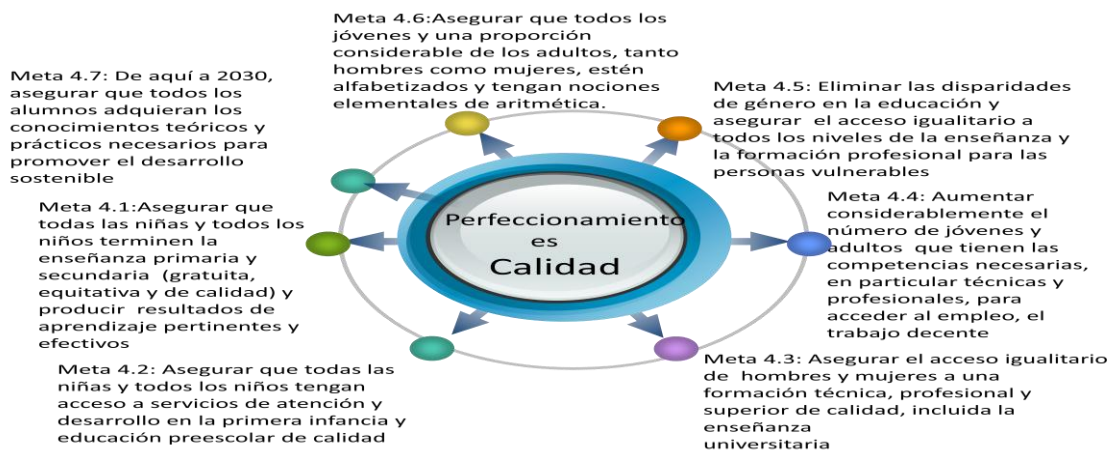 Meta 4.6:Asegurar que todos los
jóvenes y una proporción
considerable de los adultos, tanto
hombres como mujeres, estén
alfabetizados y tengan nociones
elementales de aritmética.
Meta 4.7: De aquí a 2030,
asegurar que todos los
alumnos adquieran los
conocimientos teóricos y
prácticos necesarios para
promover el desarrollo
sostenible
Meta 4.5: Eliminar las disparidades
de género en la educación y
asegurar el acceso igualitario a
todos los niveles de la enseñanza y
la formación profesional para las
personas vulnerables
Meta 4.1:Asegurar que
todas las niñas y todos los
niños terminen la
enseñanza primaria y
secundaria (gratuita,
equitativa y de calidad) y
producir resultados de
aprendizaje pertinentes y
efectivos
Perfeccionamiento
es
Calidad
Meta 4.4: Aumentar
considerablemente el
número de jóvenes y
adultos que tienen las
competencias necesarias,
en particular técnicas y
profesionales, para
acceder al empleo, el
trabajo decente
Meta 4.2: Asegurar que todas las
niñas y todos los niños tengan
acceso a servicios de atención y
desarrollo en la primera infancia y
educación preescolar de calidad
Meta 4.3: Asegurar el acceso igualitario
de hombres y mujeres a una
formación técnica, profesional y
superior de calidad, incluida la
enseñanza
universitaria